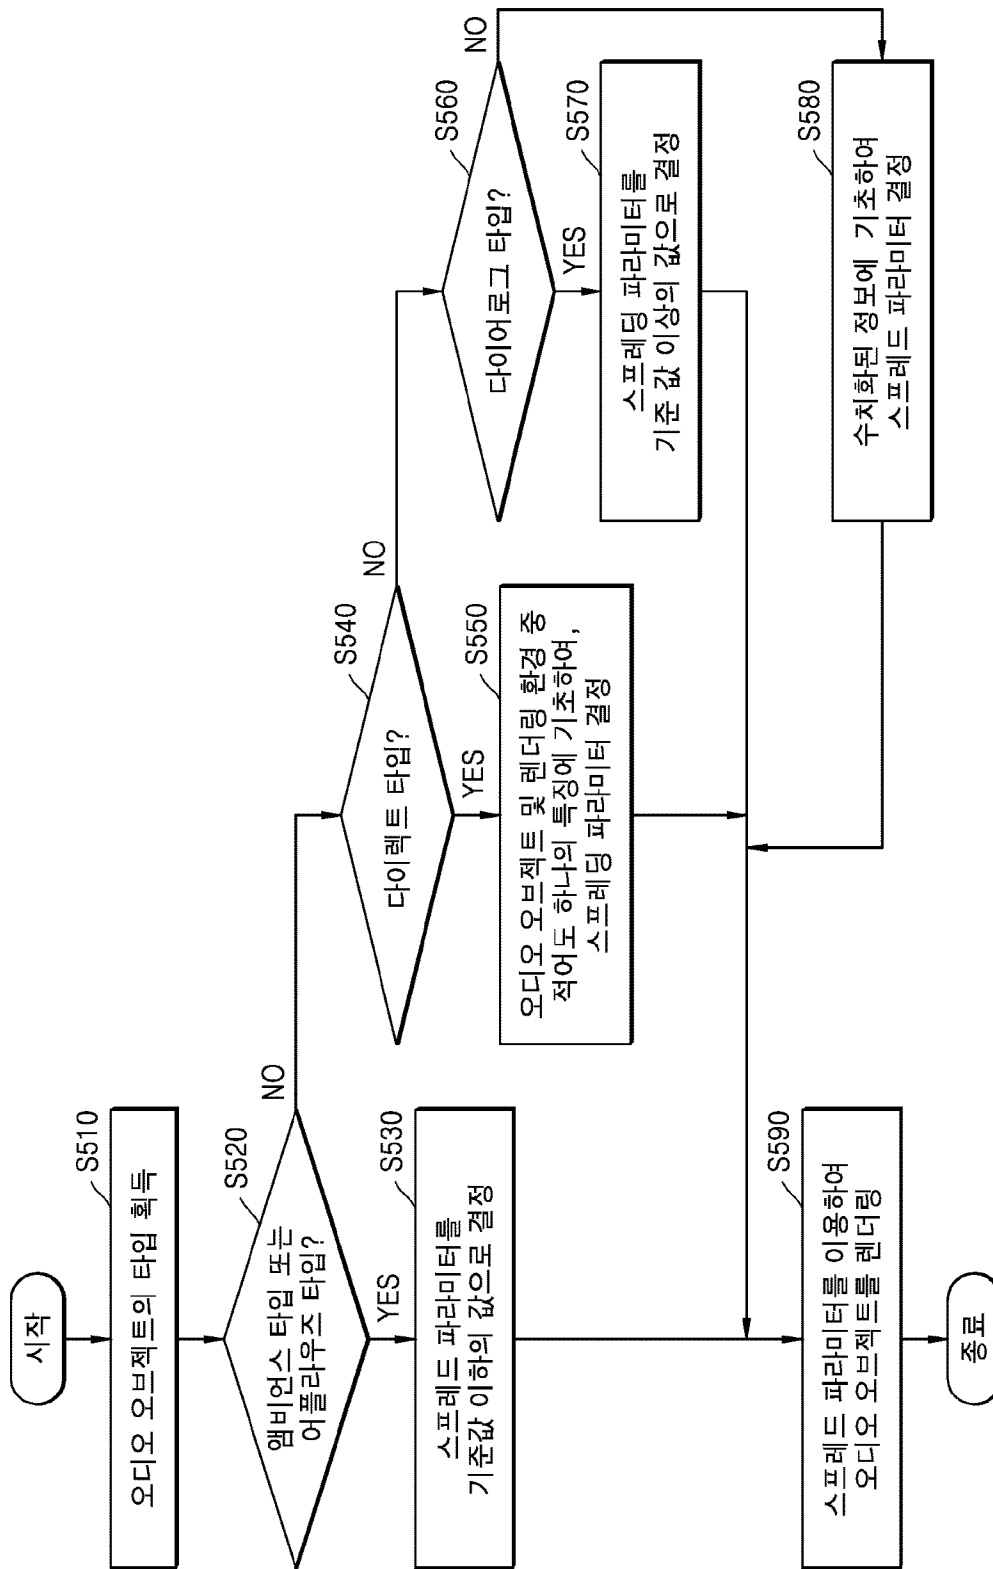 시작
S510
오디오 오브젝트의 타입 획득
S520
앰비언스 타입 또는
어플라우즈 타입?
NO
YES
S530
스프레드 파라미터를
기준값 이하의 값으로 결정
S540
다이렉트 타입?
NO
YES
S550
오디오 오브젝트 및 렌더링 환경 중
적어도 하나의 특징에 기초하여,
스프레딩 파라미터 결정
S560
다이어로그 타입?
NO
YES
S570
스프레딩 파라미터를
기준 값 이상의 값으로 결정
S580
수치화된 정보에 기초하여
스프레드 파라미터 결정
S590
스프레드 파라미터를 이용하여
오디오 오브젝트를 렌더링
종료